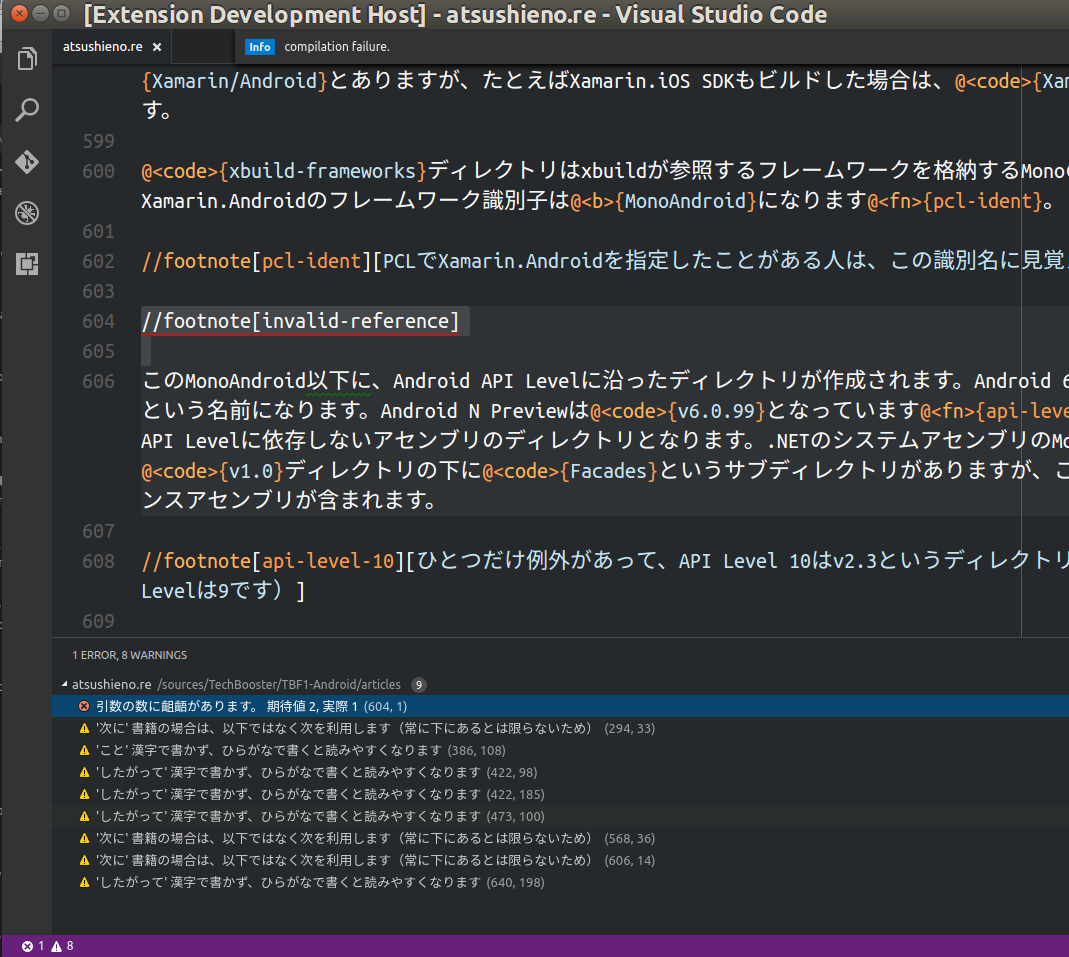 [Extension Development Host] - atsushieno.re - Visual Studio Code
atsushieno.re ×
Info compilation failure.
{Xamarin/Android}とありますが、たとえばXamarin.iOS SDKもビルドした場合は、@<code>{Xam
す。
599
600 @<code>{xbuild-frameworks}ディレクトリはxbuildが参照するフレームワークを格納するMono
Xamarin.Androidのフレームワーク識別子は@<b>{MonoAndroid}になります@<fn>{pcl-ident}。
601
602 //footnote[pcl-ident][PCLでXamarin.Androidを指定したことがある人は、この識別名に見覚
603
604 //footnote[invalid-reference]
605
606 このMonoAndroid以下に、Android API Levelに沿ったディレクトリが作成されます。Android 6
という名前になります。Android N Previewは@<code>{v6.0.99}となっています@<fn>{api-leve
API Levelに依存しないアセンブリのディレクトリとなります。.NETのシステムアセンブリのMo
@<code>{v1.0}ディレクトリの下に@<code>{Facades}というサブディレクトリがありますが、こ
ンスアセンブリが含まれます。
607
608 //footnote[api-level-10][ひとつだけ例外があって、API Level 10はv2.3というディレクトリ
Levelは9です）]
609
1 ERROR, 8 WARNINGS
atsushieno.re /sources/TechBooster/TBF1-Android/articles 9
引数の数に齟齬があります。 期待値 2, 実際 1 (604, 1)
'次に' 書籍の場合は、以下ではなく次を利用します（常に下にあるとは限らないため） (294, 33)
'こと' 漢字で書かず、ひらがなで書くと読みやすくなります (386, 108)
'したがって' 漢字で書かず、ひらがなで書くと読みやすくなります (422, 98)
'したがって' 漢字で書かず、ひらがなで書くと読みやすくなります (422, 185)
'したがって' 漢字で書かず、ひらがなで書くと読みやすくなります (473, 100)
'次に' 書籍の場合は、以下ではなく次を利用します（常に下にあるとは限らないため） (568, 36)
'次に' 書籍の場合は、以下ではなく次を利用します（常に下にあるとは限らないため） (606, 14)
'したがって' 漢字で書かず、ひらがなで書くと読みやすくなります (640, 198)
1 8